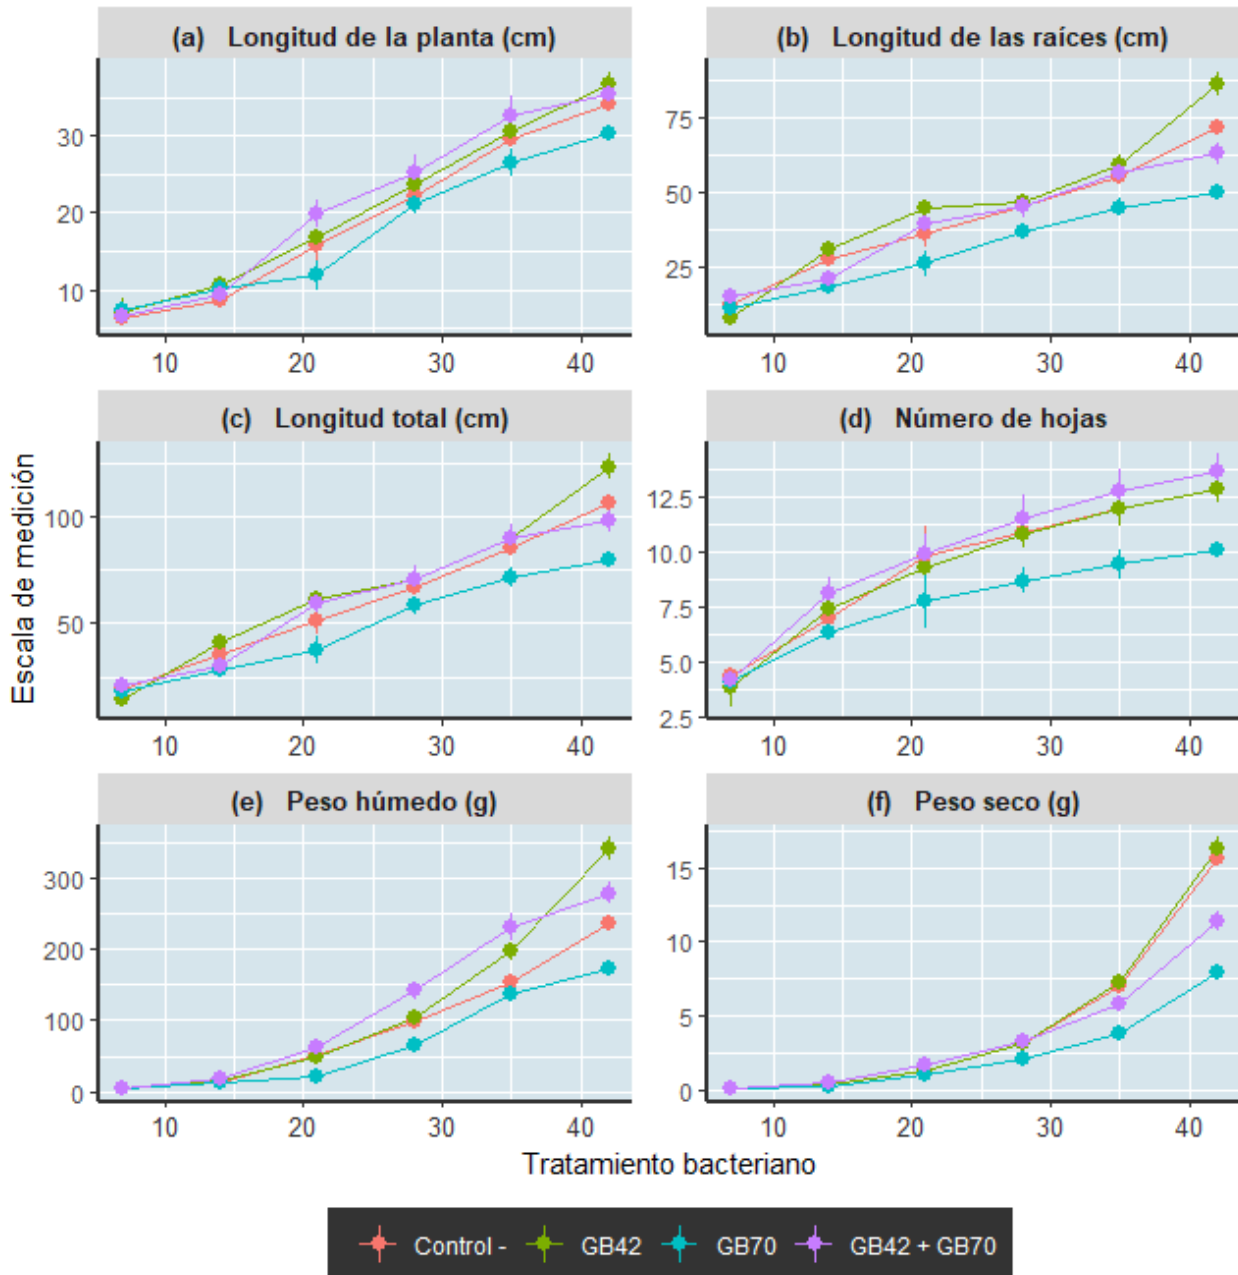 (a) Longitud de la planta (cm)
(b) Longitud de las raíces (cm)
30
20
10
10 20 30 40
75
50
25
10 20 30 40
(c) Longitud total (cm)
(d) Número de hojas
100
50
10 20 30 40
12.5
10.0
7.5
5.0
2.5
10 20 30 40
Escala de medición
(e) Peso húmedo (g)
(f) Peso seco (g)
300
200
100
0
10 20 30 40
15
10
5
0
10 20 30 40
Tratamiento bacteriano
Control - GB42 GB70 GB42 + GB70